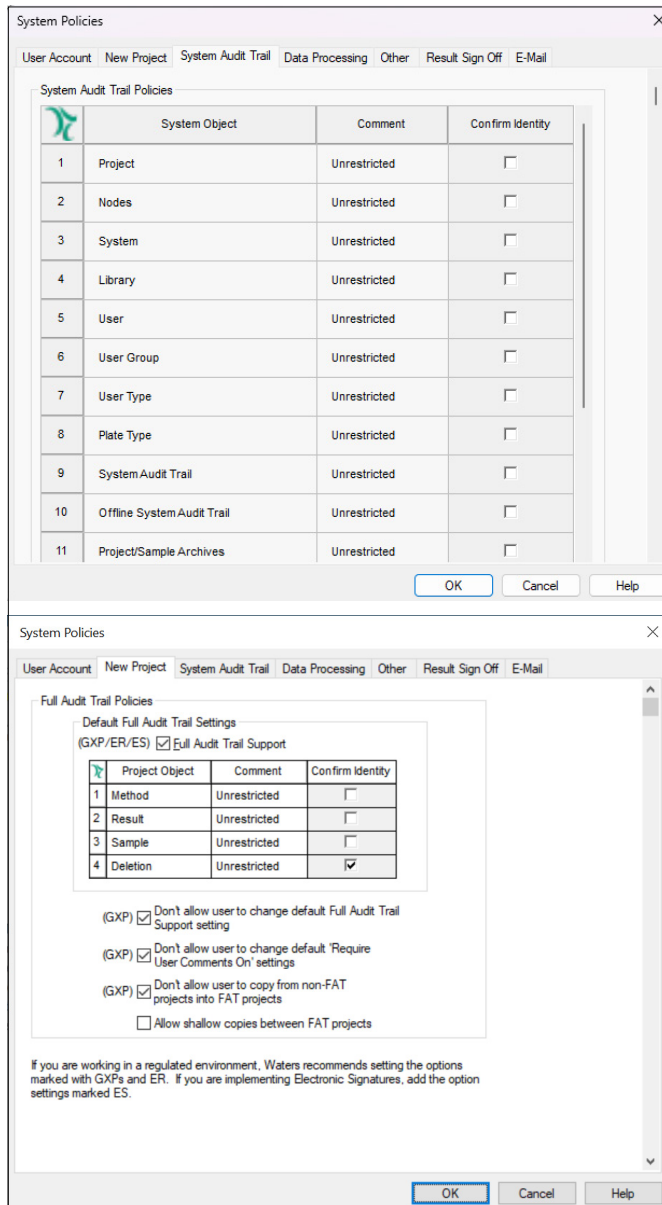 System Policies
User Account New Project System Audit Trail Data Processing Other Result Sign Off E-Mail
System Audit Trail Policies
System Object Comment Confirm Identity
1 Project Unrestricted
2 Nodes Unrestricted
3 System Unrestricted
4 Library Unrestricted
5 User Unrestricted
6 User Group Unrestricted
7 User Type Unrestricted
8 Plate Type Unrestricted
9 System Audit Trail Unrestricted
10 Offline System Audit Trail Unrestricted
11 Project/Sample Archives Unrestricted
OK Cancel Help
System Policies
User Account New Project System Audit Trail Data Processing Other Result Sign Off E-Mail
Full Audit Trail Policies
Default Full Audit Trail Settings
(GXP/ER/ES) Full Audit Trail Support
Project Object Comment Confirm Identity
1 Method Unrestricted
2 Result Unrestricted
3 Sample Unrestricted
4 Deletion Unrestricted
(GXP) Don't allow user to change default Full Audit Trail
Support setting
(GXP) Don't allow user to change default 'Require
User Comments On' settings
(GXP) Don't allow user to copy from non-FAT
projects into FAT projects
Allow shallow copies between FAT projects
If you are working in a regulated environment, Waters recommends setting the options
marked with GXPs and ER. If you are implementing Electronic Signatures, add the option
settings marked ES.
OK Cancel Help